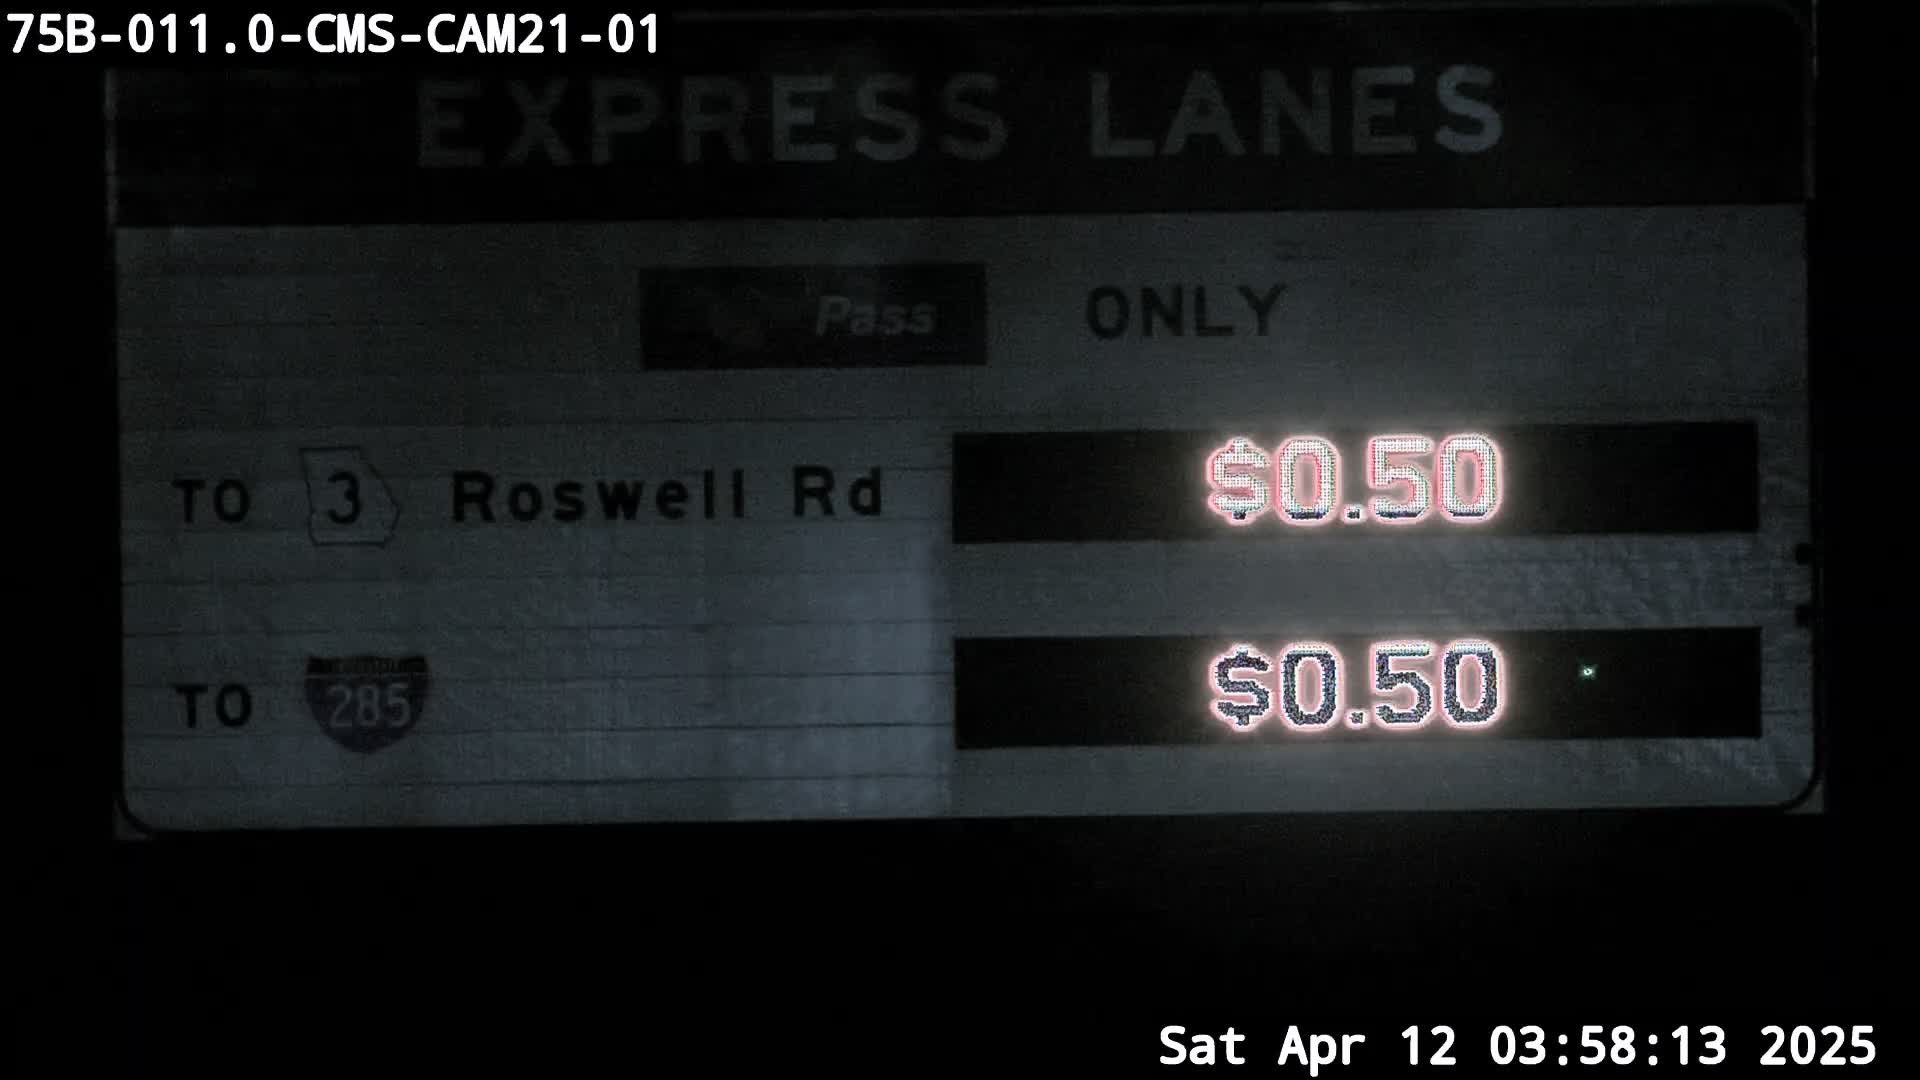 75B-011.0-CMS-CAM21-01
EXPRESS LANES
Pass ONLY
TO 3 Roswell Rd $0.50
TO 285 $0.50
Sat Apr 12 03:58:13 2025